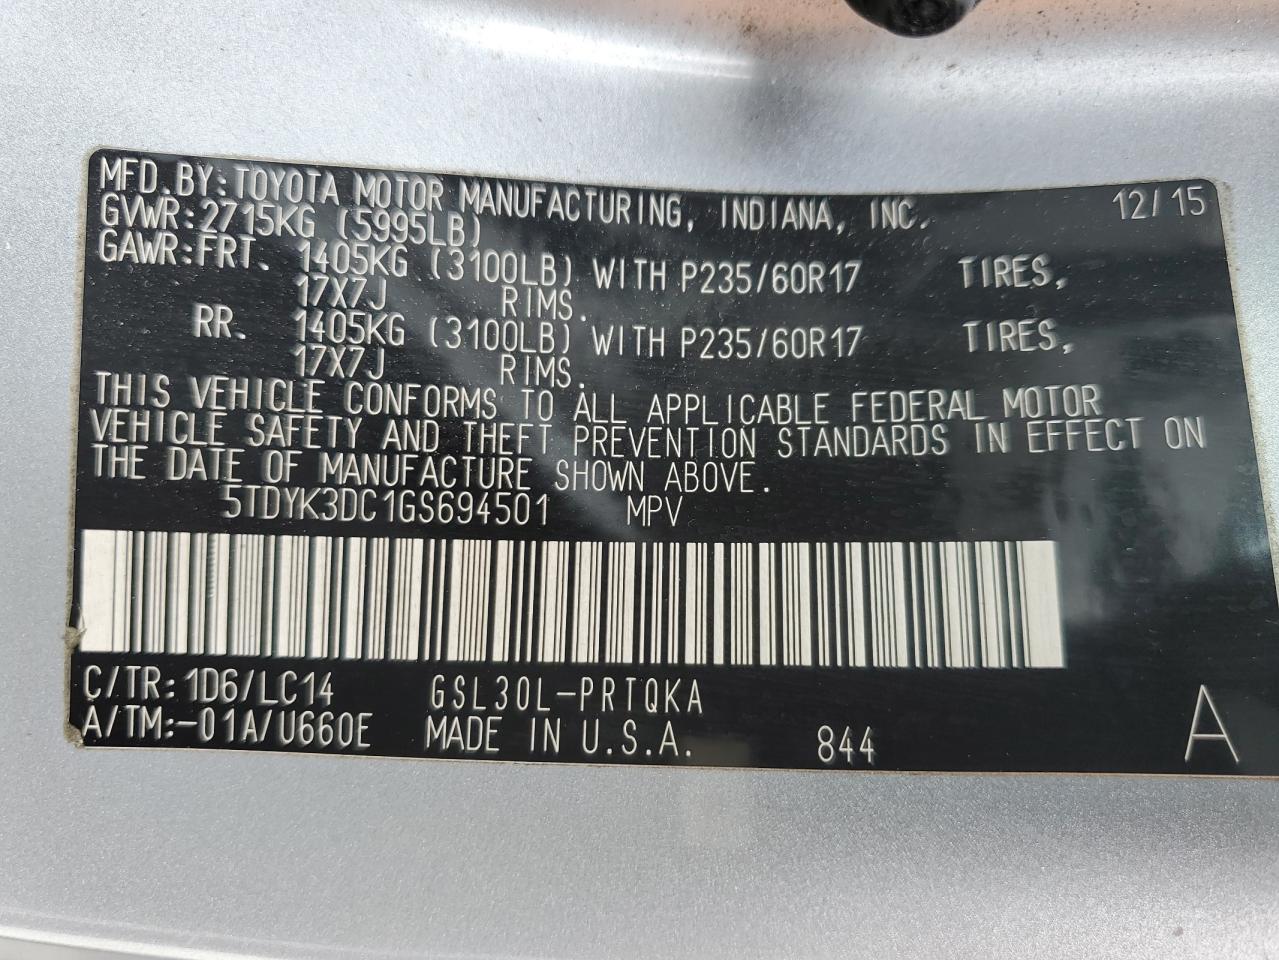 MFD.BY:TOYOTA MOTOR MANUFACTURING, INDIANA, INC. 12/15
GVWR:2715KG (5995LB)
GAWR:FRT. 1405KG (3100LB) WITH P235/60R17 TIRES,
17X7J RIMS.
RR. 1405KG (3100LB) WITH P235/60R17 TIRES,
17X7J RIMS.
THIS VEHICLE CONFORMS TO ALL APPLICABLE FEDERAL MOTOR
VEHICLE SAFETY AND THEFT PREVENTION STANDARDS IN EFFECT ON
THE DATE OF MANUFACTURE SHOWN ABOVE.
5TDYK3DC1GS694501 MPV
C/TR:1D6/LC14 GSL30L-PRTQKA
A/TM:-01A/U660E MADE IN U.S.A. 844 A